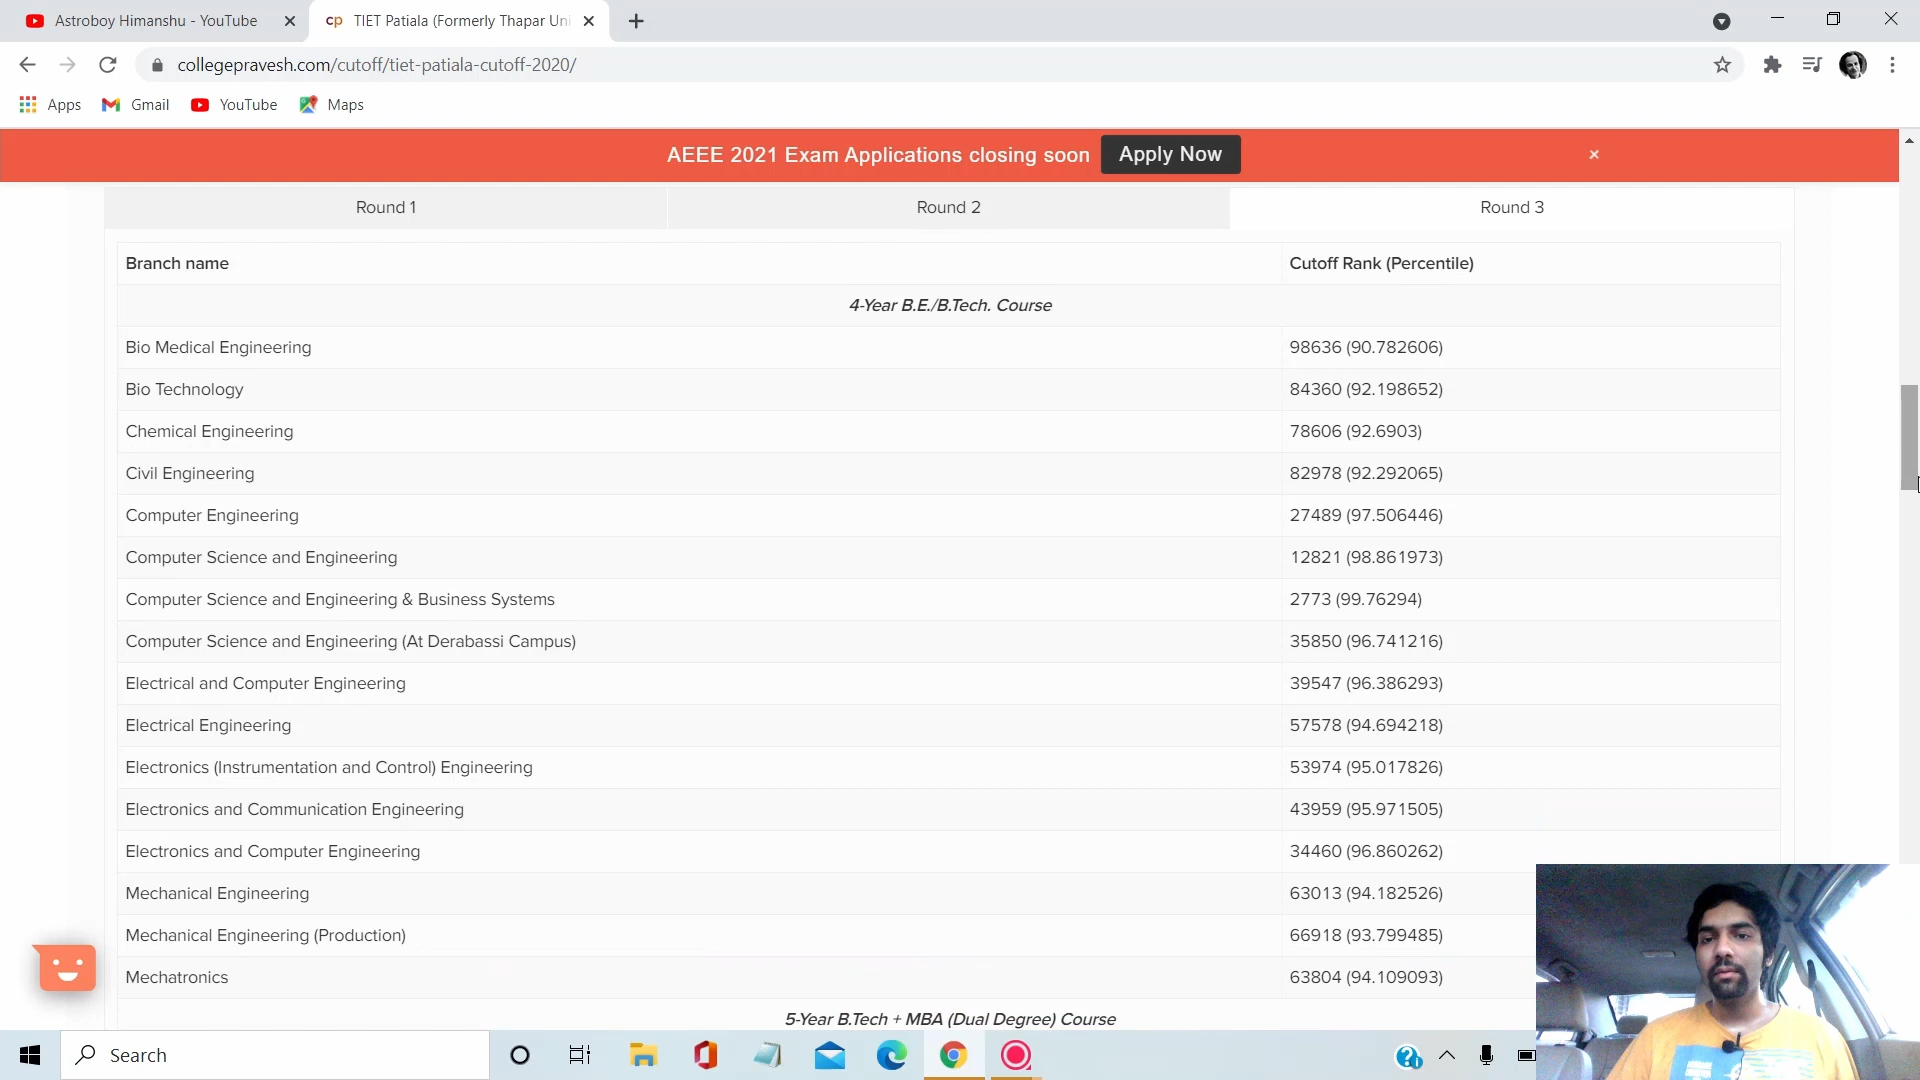 Astroboy Himanshu - YouTube
cp TIET Patiala (Formerly Thapar Uni
collegepravesh.com/cutoff/tiet-patiala-cutoff-2020/
Apps Gmail YouTube Maps
AEEE 2021 Exam Applications closing soon Apply Now
Round 1 Round 2 Round 3
Branch name Cutoff Rank (Percentile)
4-Year B.E./B.Tech. Course
Bio Medical Engineering 98636 (90.782606)
Bio Technology 84360 (92.198652)
Chemical Engineering 78606 (92.6903)
Civil Engineering 82978 (92.292065)
Computer Engineering 27489 (97.506446)
Computer Science and Engineering 12821 (98.861973)
Computer Science and Engineering & Business Systems 2773 (99.76294)
Computer Science and Engineering (At Derabassi Campus) 35850 (96.741216)
Electrical and Computer Engineering 39547 (96.386293)
Electrical Engineering 57578 (94.694218)
Electronics (Instrumentation and Control) Engineering 53974 (95.017826)
Electronics and Communication Engineering 43959 (95.971505)
Electronics and Computer Engineering 34460 (96.860262)
Mechanical Engineering 63013 (94.182526)
Mechanical Engineering (Production) 66918 (93.799485)
Mechatronics 63804 (94.109093)
5-Year B.Tech + MBA (Dual Degree) Course
Search